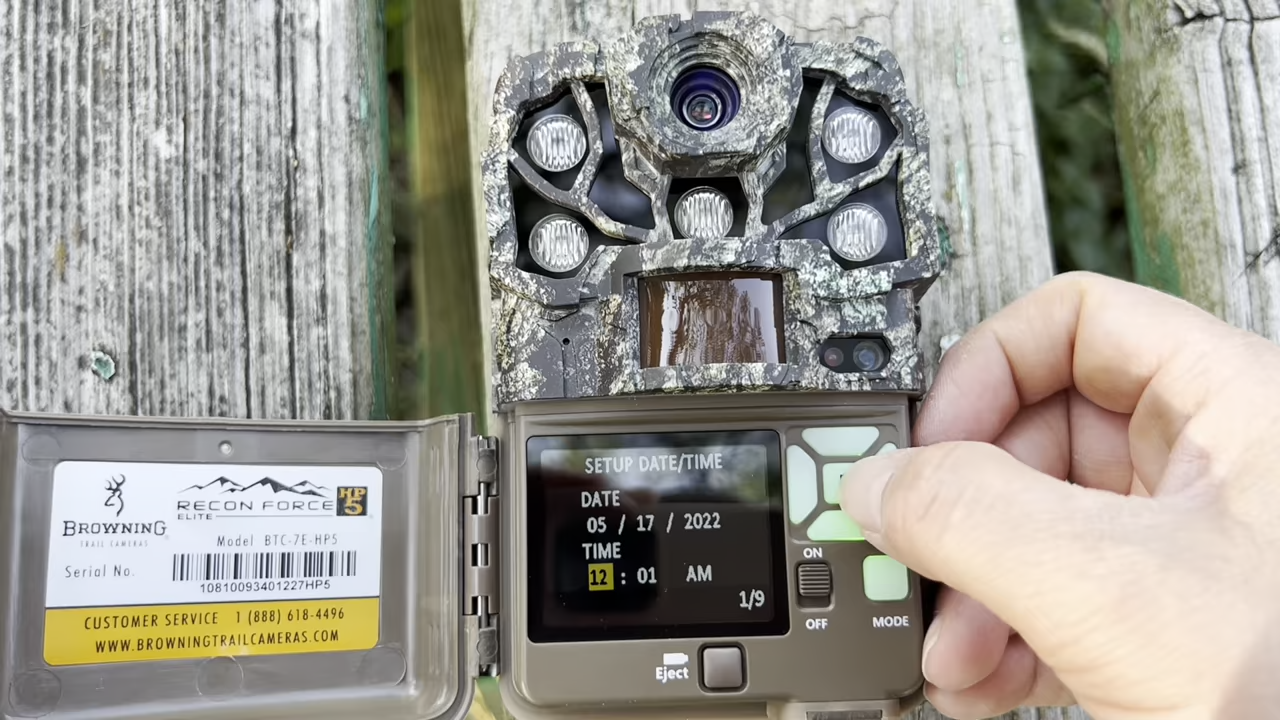 BROWNING
TRAIL CAMERAS
RECON FORCE
ELITE
HP
5
Model BTC-7E-HP5
Serial No.
10810093401227HP5
CUSTOMER SERVICE 1 (888) 618-4496
WWW.BROWNINGTRAILCAMERAS.COM
SETUP DATE/TIME
DATE
05 / 17 / 2022
TIME
12 : 01 AM
1/9
ON
OFF
MODE
Eject